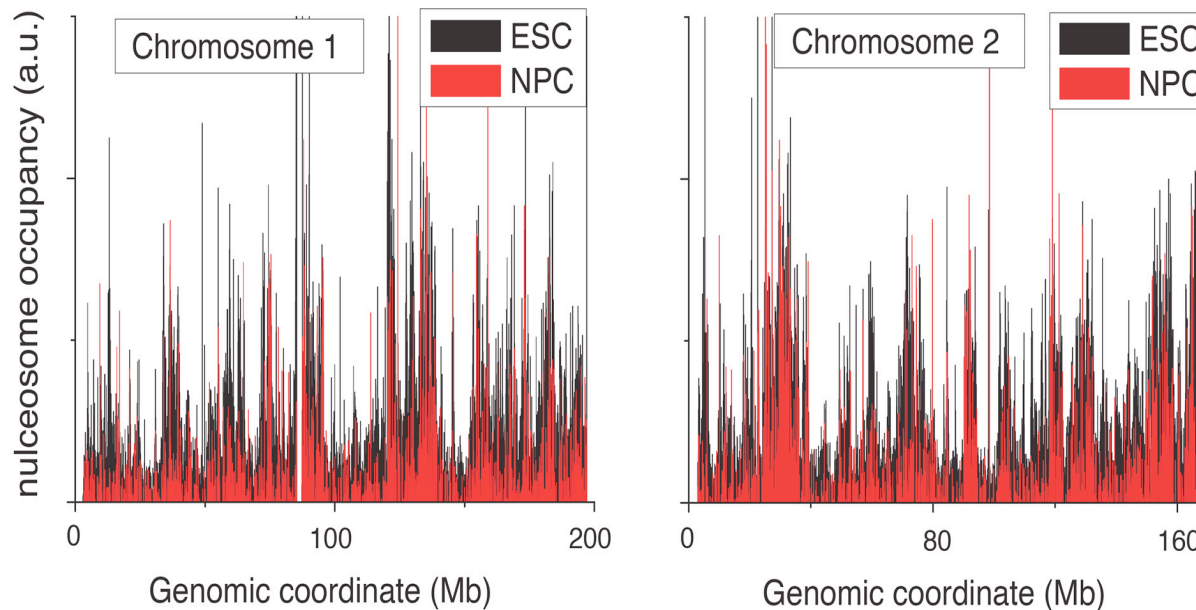 nulceosome occupancy (a.u.)
Chromosome 1
ESC
NPC
0
100
200
Genomic coordinate (Mb)
Chromosome 2
ESC
NPC
0
80
160
Genomic coordinate (Mb)